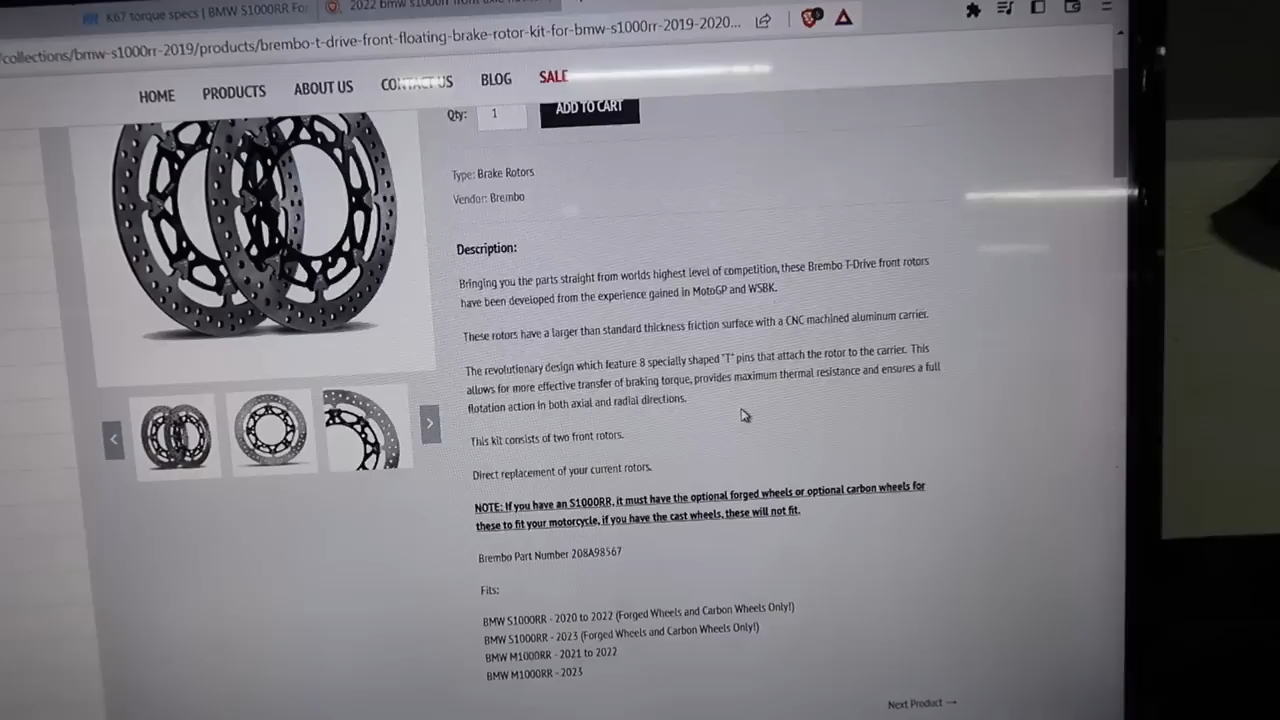 K67 torque specs | BMW S1000RR For
2022 bmw s1000rr front axle
/collections/bmw-s1000rr-2019/products/brembo-t-drive-front-floating-brake-rotor-kit-for-bmw-s1000rr-2019-2020...
HOME PRODUCTS ABOUT US CONTACT US BLOG SALE
Qty: 1 ADD TO CART
Type: Brake Rotors
Vendor: Brembo
Description:
Bringing you the parts straight from worlds highest level of competition, these Brembo T-Drive front rotors
have been developed from the experience gained in MotoGP and WSBK.
These rotors have a larger than standard thickness friction surface with a CNC machined aluminum carrier.
The revolutionary design which feature 8 specially shaped "T" pins that attach the rotor to the carrier. This
allows for more effective transfer of braking torque, provides maximum thermal resistance and ensures a full
flotation action in both axial and radial directions.
This kit consists of two front rotors.
Direct replacement of your current rotors.
NOTE: If you have an S1000RR, it must have the optional forged wheels or optional carbon wheels for
these to fit your motorcycle, if you have the cast wheels, these will not fit.
Brembo Part Number 208A98567
Fits:
BMW S1000RR - 2020 to 2022 (Forged Wheels and Carbon Wheels Only!)
BMW S1000RR - 2023 (Forged Wheels and Carbon Wheels Only!)
BMW M1000RR - 2021 to 2022
BMW M1000RR - 2023
Next Product →